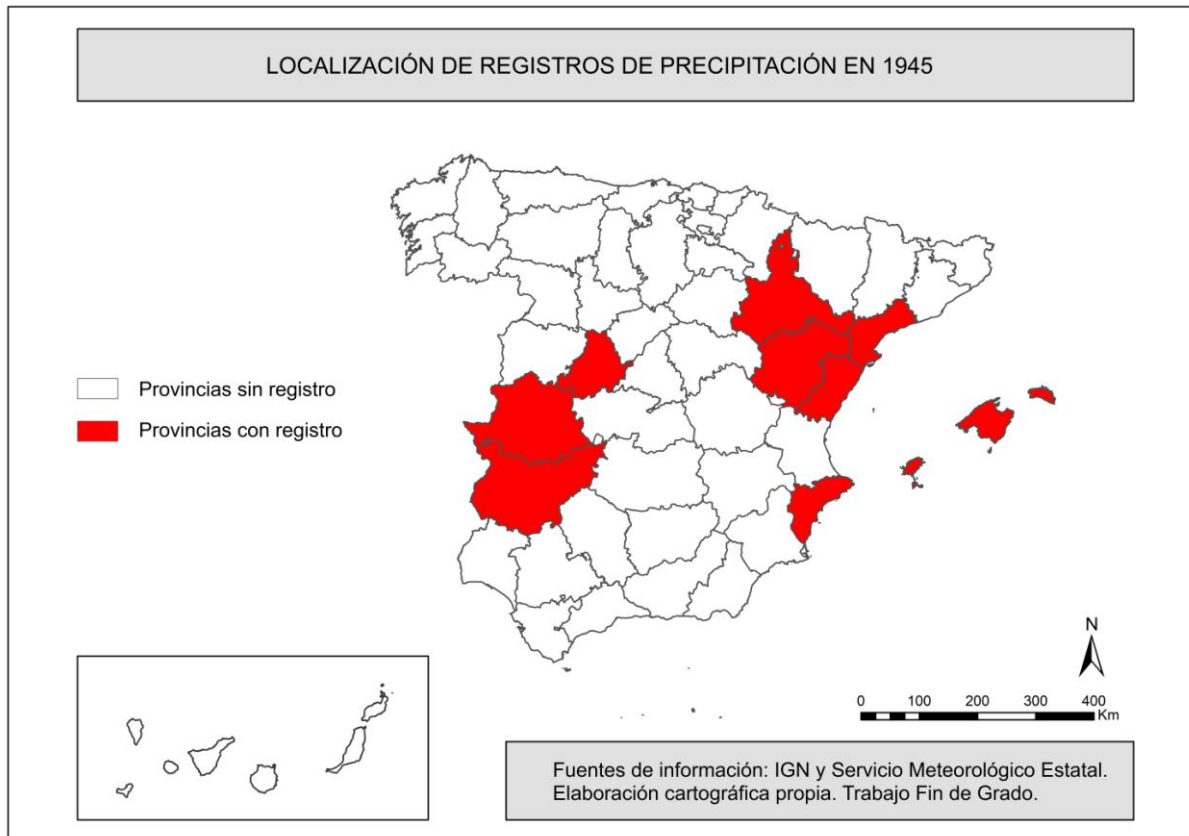 LOCALIZACIÓN DE REGISTROS DE PRECIPITACIÓN EN 1945
Provincias sin registro
Provincias con registro
N
0 100 200 300 400
Km
Fuentes de información: IGN y Servicio Meteorológico Estatal.
Elaboración cartográfica propia. Trabajo Fin de Grado.